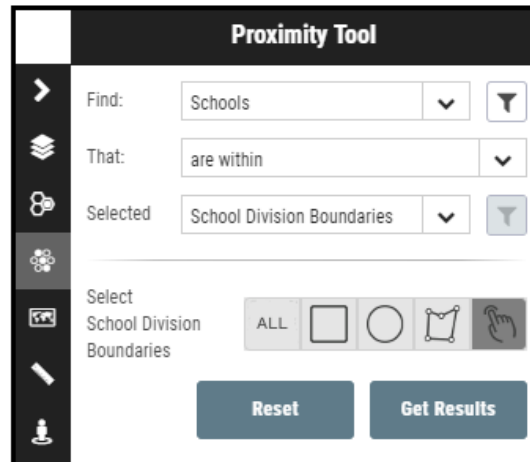 Proximity Tool
Find: Schools
That: are within
Selected School Division Boundaries
Select
School Division
Boundaries
ALL
Reset Get Results